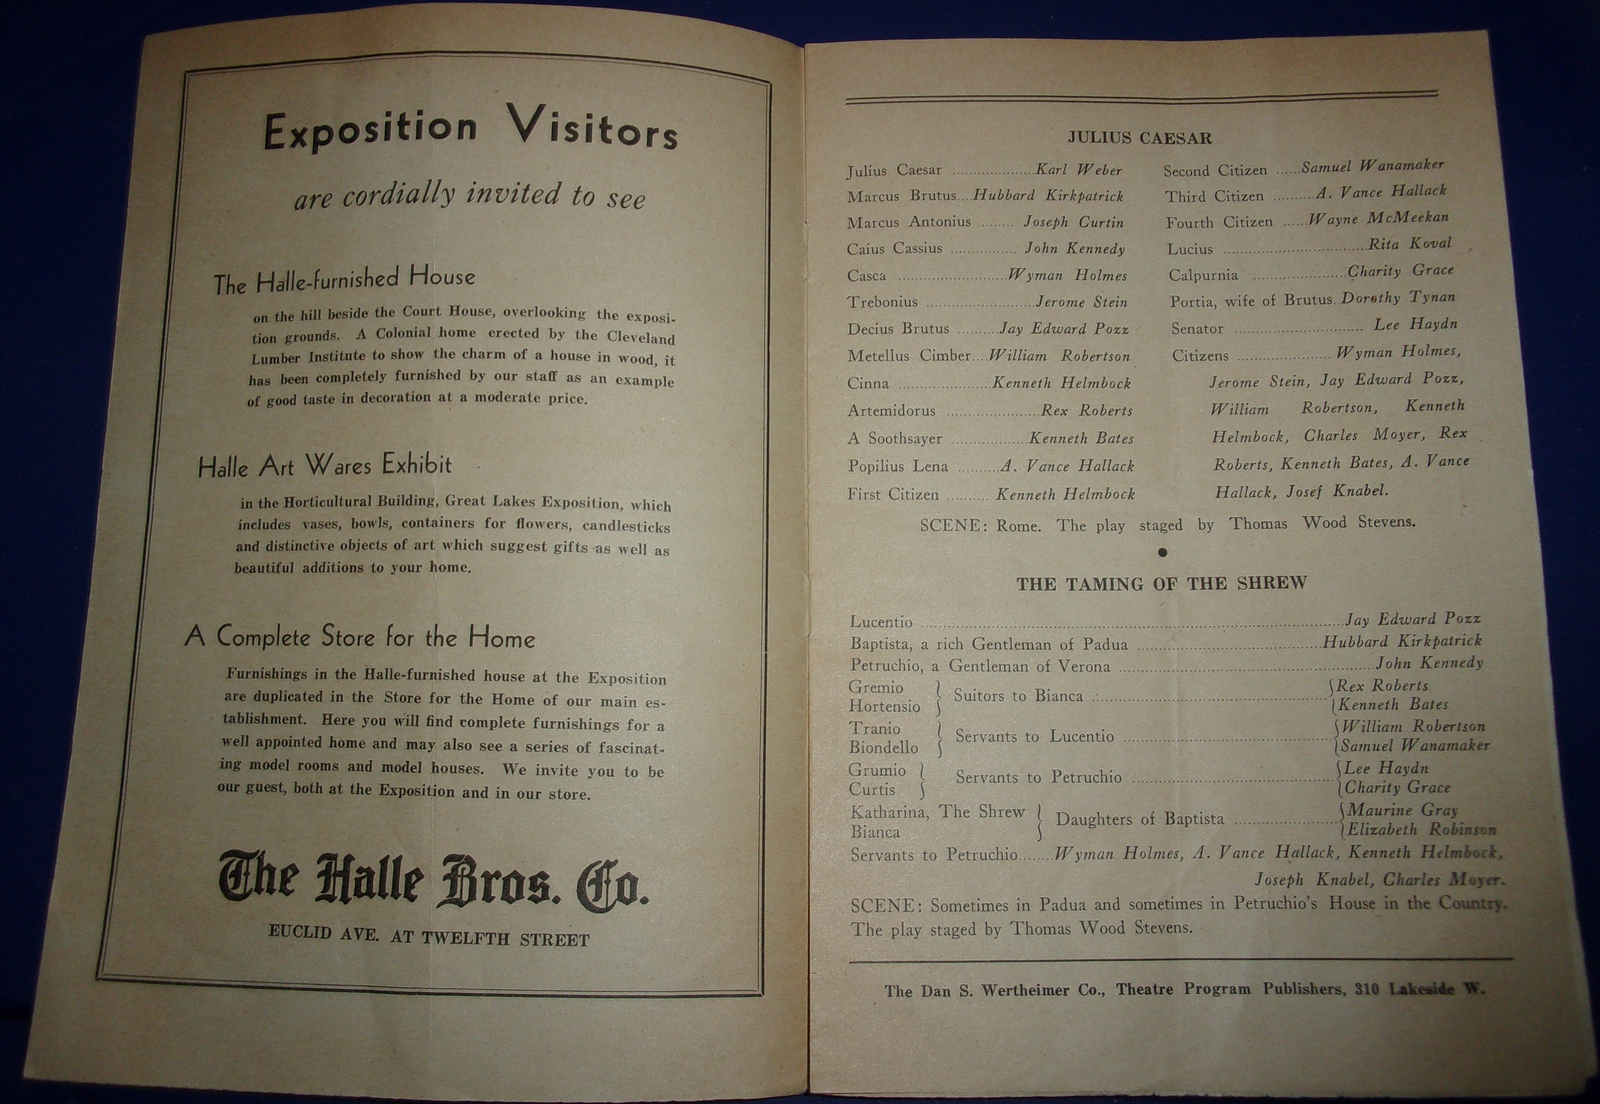 Exposition Visitors
are cordially invited to see
The Halle-furnished House
on the hill beside the Court House, overlooking the exposi-
tion grounds. A Colonial home erected by the Cleveland
Lumber Institute to show the charm of a house in wood, it
has been completely furnished by our staff as an example
of good taste in decoration at a moderate price.
Halle Art Wares Exhibit
in the Horticultural Building, Great Lakes Exposition, which
includes vases, bowls, containers for flowers, candlesticks
and distinctive objects of art which suggest gifts as well as
beautiful additions to your home.
A Complete Store for the Home
Furnishings in the Halle-furnished house at the Exposition
are duplicated in the Store for the Home of our main es-
tablishment. Here you will find complete furnishings for a
well appointed home and may also see a series of fascinat-
ing model rooms and model houses. We invite you to be
our guest, both at the Exposition and in our store.
The Halle Bros. Co.
EUCLID AVE. AT TWELFTH STREET
JULIUS CAESAR
Julius Caesar ....................Karl Weber
Marcus Brutus....Hubbard Kirkpatrick
Marcus Antonius ........ Joseph Curtin
Caius Cassius ................ John Kennedy
Casca ..........................Wyman Holmes
Trebonius ..........................Jerome Stein
Decius Brutus .........Jay Edward Pozz
Metellus Cimber....William Robertson
Cinna ......................Kenneth Helmbock
Artemidorus .......................Rex Roberts
A Soothsayer ..................Kenneth Bates
Popilius Lena ..........A. Vance Hallack
First Citizen .......... Kenneth Helmbock
Second Citizen ......Samuel Wanamaker
Third Citizen ..........A. Vance Hallack
Fourth Citizen ......Wayne McMeekan
Lucius ..................................Rita Koval
Calpurnia ......................Charity Grace
Portia, wife of Brutus..Dorothy Tynan
Senator ............................... Lee Haydn
Citizens ....................... Wyman Holmes,
Jerome Stein, Jay Edward Pozz,
William Robertson, Kenneth
Helmbock, Charles Moyer, Rex
Roberts, Kenneth Bates, A. Vance
Hallack, Josef Knabel.
SCENE: Rome. The play staged by Thomas Wood Stevens.
●
THE TAMING OF THE SHREW
Lucentio ........................................Jay Edward Pozz
Baptista, a rich Gentleman of Padua ........................Hubbard Kirkpatrick
Petruchio, a Gentleman of Verona ........................John Kennedy
Gremio } Suitors to Bianca ........................ {Rex Roberts
Hortensio } {Kenneth Bates
Tranio } Servants to Lucentio ........................ {William Robertson
Biondello } {Samuel Wanamaker
Grumio } Servants to Petruchio ........................ {Lee Haydn
Curtis } {Charity Grace
Katharina, The Shrew } Daughters of Baptista ........................ {Maurine Gray
Bianca } {Elizabeth Robinson
Servants to Petruchio.......Wyman Holmes, A. Vance Hallack, Kenneth Helmbock,
Joseph Knabel, Charles Moyer.
SCENE: Sometimes in Padua and sometimes in Petruchio's House in the Country.
The play staged by Thomas Wood Stevens.
The Dan S. Wertheimer Co., Theatre Program Publishers, 310 Lakeside W.